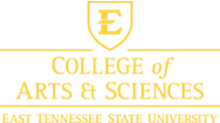 E
COLLEGE of
ARTS & SCIENCES
EAST TENNESSEE STATE UNIVERSITY